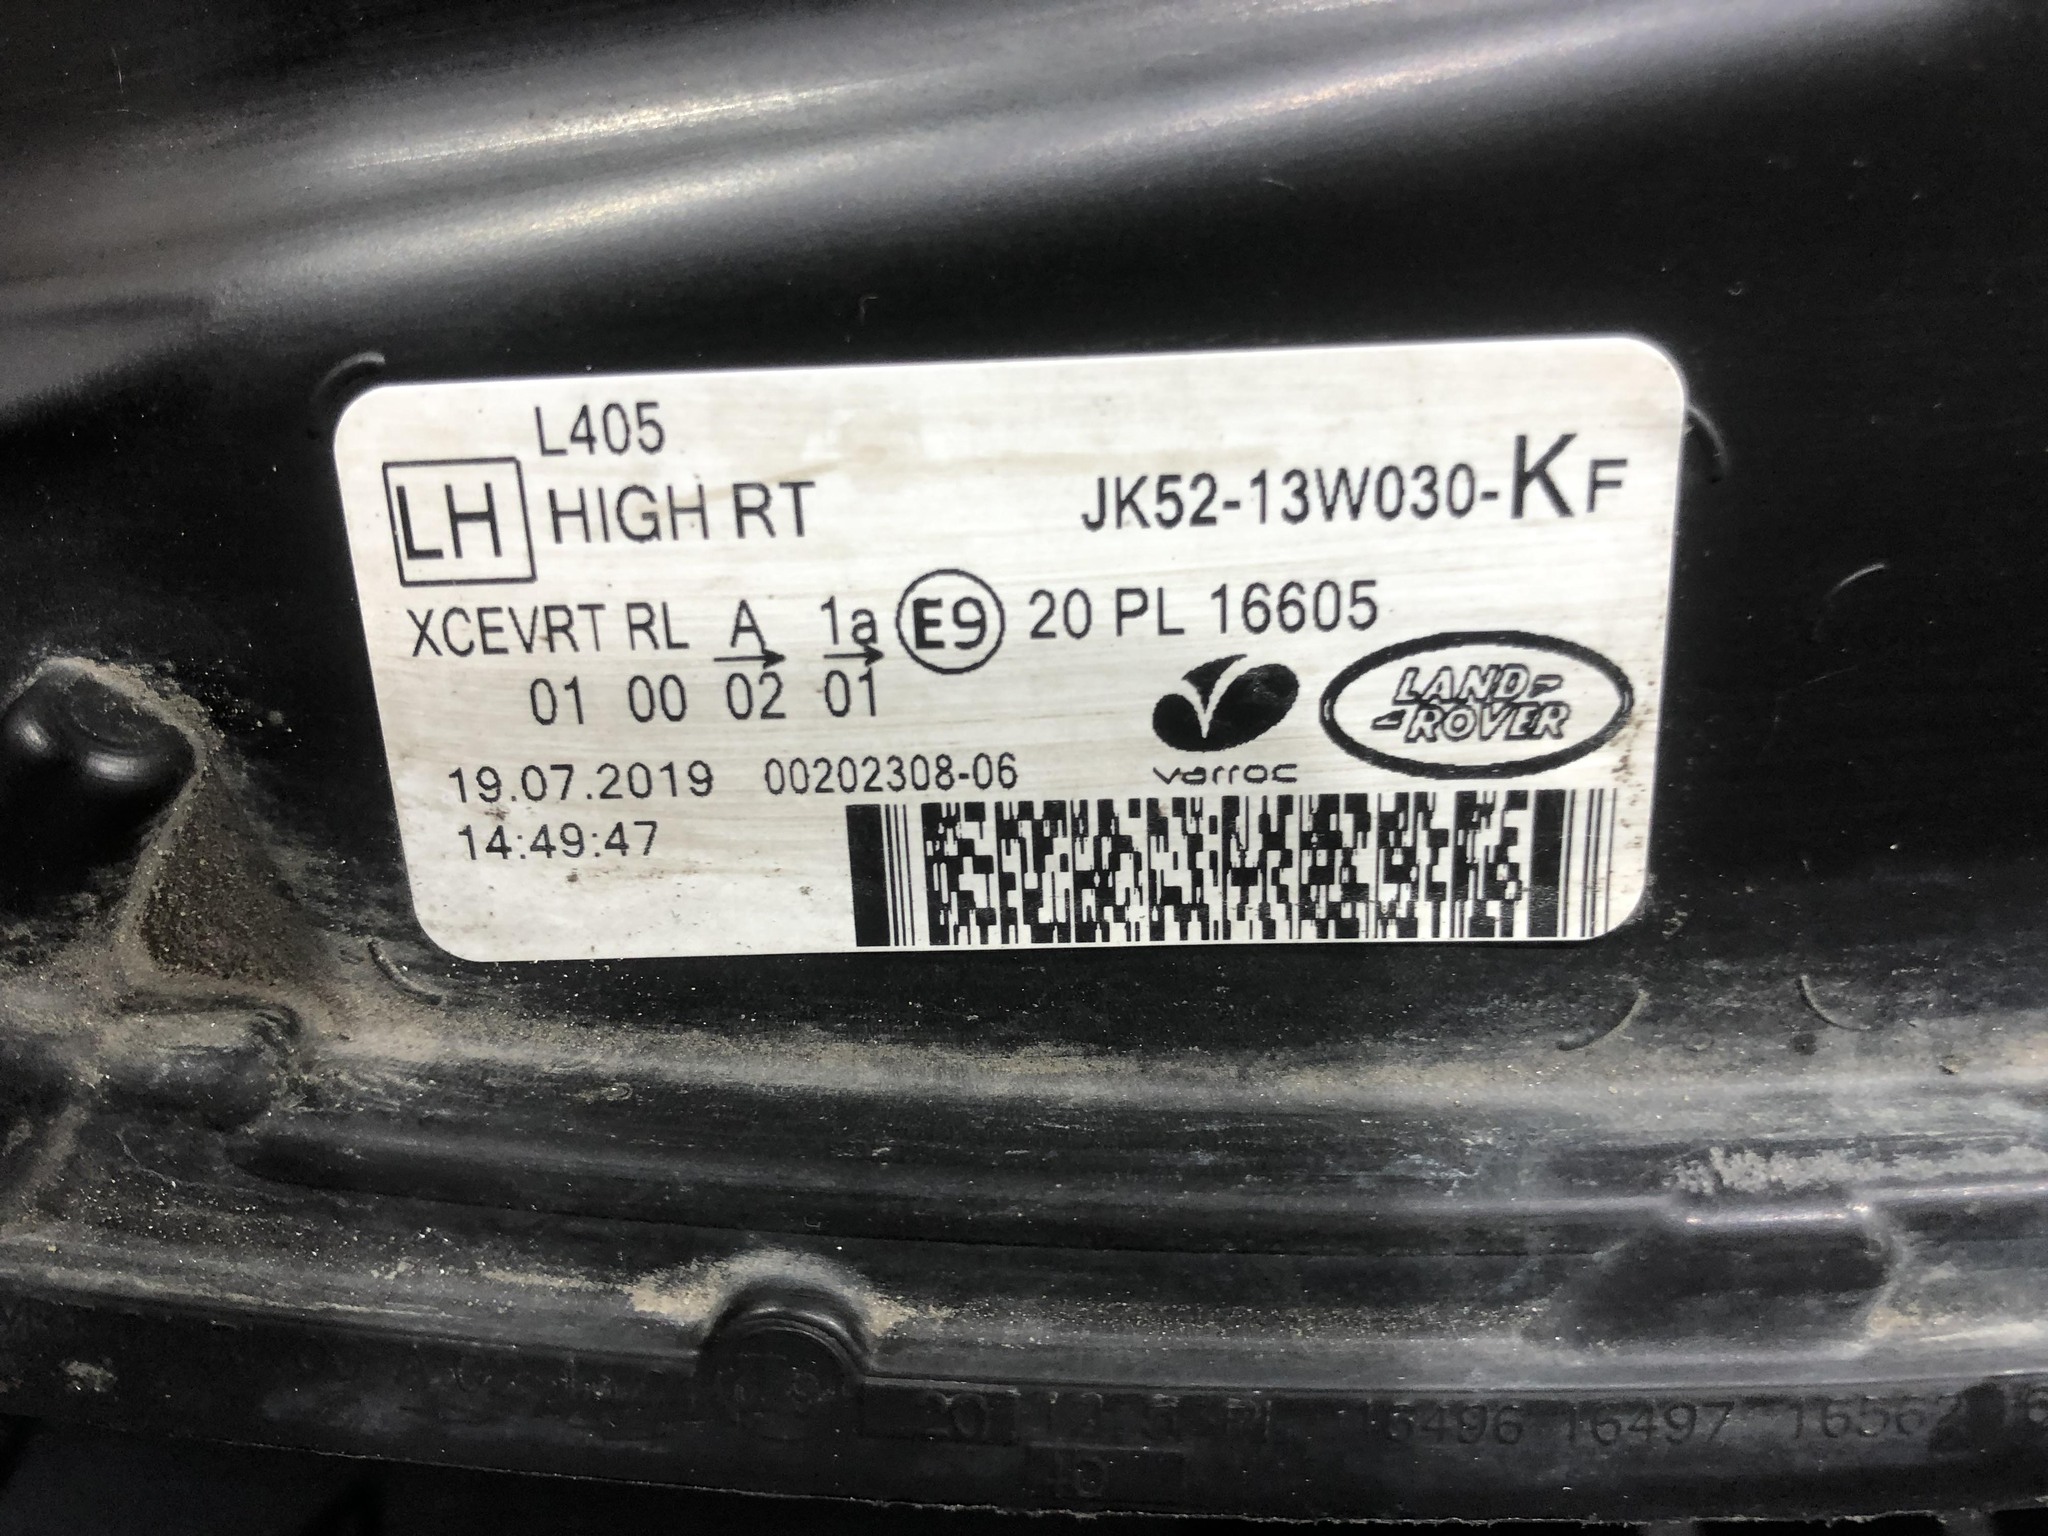 L405
LH HIGH RT JK52-13W030-KF
XCEVRT RL A 1a E9 20 PL 16605
01 00 02 01
LAND
ROVER
varroc
19.07.2019 00202308-06
14:49:47
16496 16497 16562